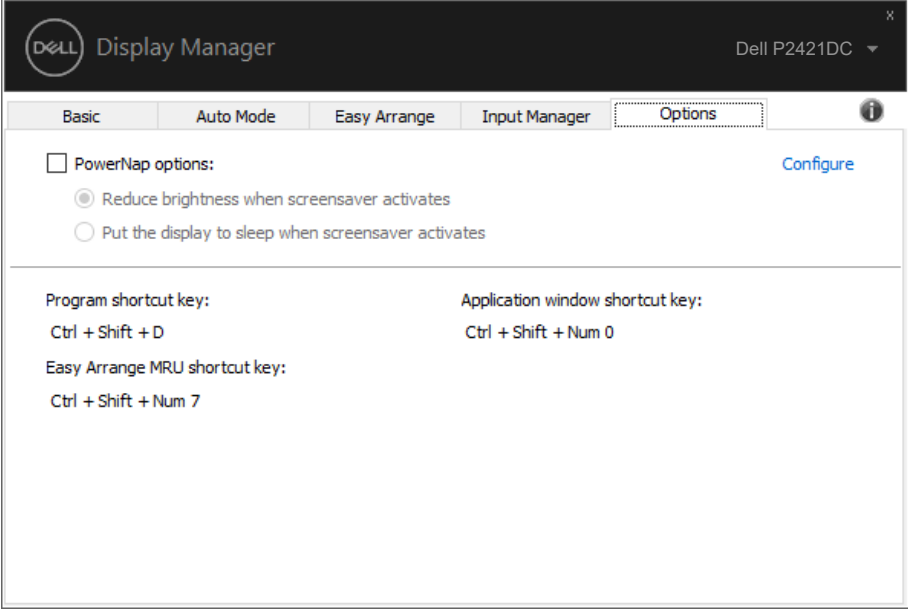 x
DELL Display Manager
Dell P2421DC
Basic Auto Mode Easy Arrange Input Manager Options i
PowerNap options: Configure
Reduce brightness when screensaver activates
Put the display to sleep when screensaver activates
Program shortcut key: Application window shortcut key:
Ctrl + Shift + D Ctrl + Shift + Num 0
Easy Arrange MRU shortcut key:
Ctrl + Shift + Num 7